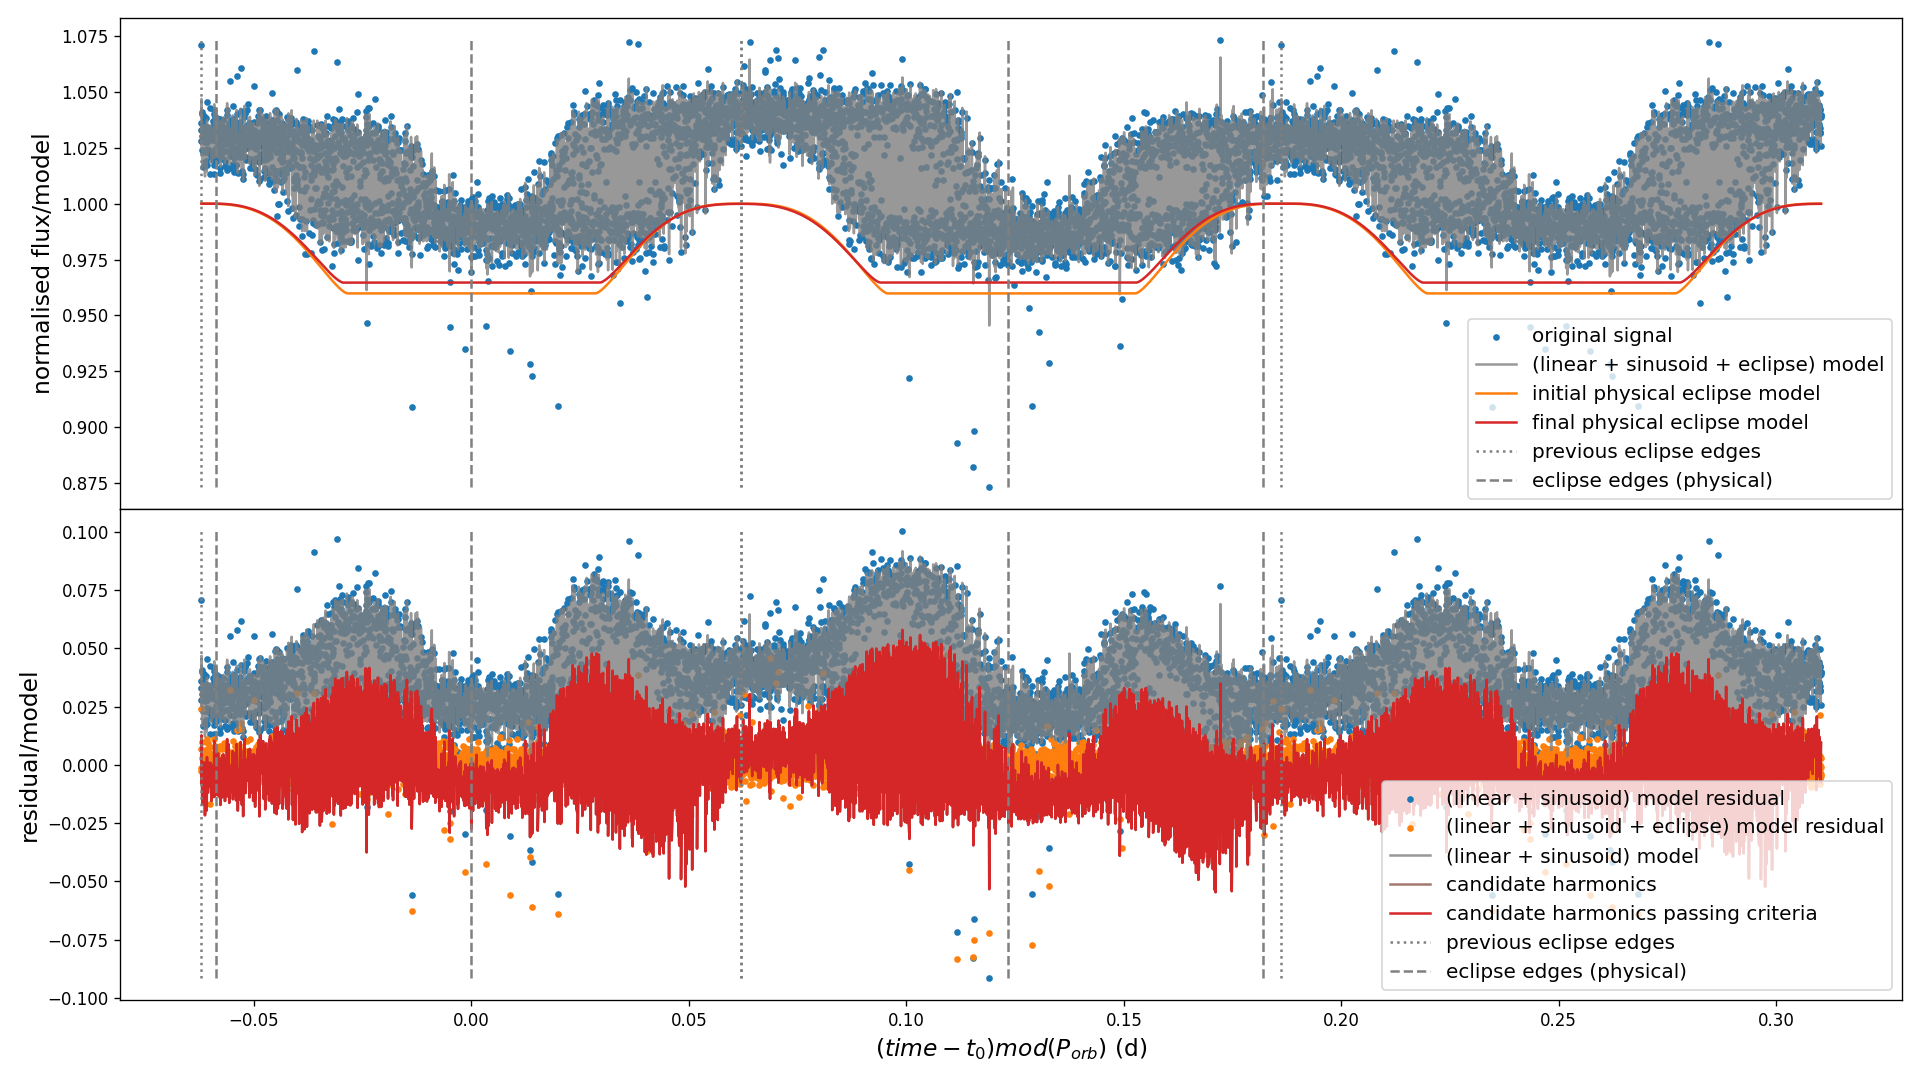 normalised flux/model
1.075
1.050
1.025
1.000
0.975
0.950
0.925
0.900
0.875
original signal
(linear + sinusoid + eclipse) model
initial physical eclipse model
final physical eclipse model
previous eclipse edges
eclipse edges (physical)
residual/model
0.100
0.075
0.050
0.025
0.000
−0.025
−0.050
−0.075
−0.100
(linear + sinusoid) model residual
(linear + sinusoid + eclipse) model residual
(linear + sinusoid) model
candidate harmonics
candidate harmonics passing criteria
previous eclipse edges
eclipse edges (physical)
−0.05 0.00 0.05 0.10 0.15 0.20 0.25 0.30
(time − t₀)mod(P_orb) (d)